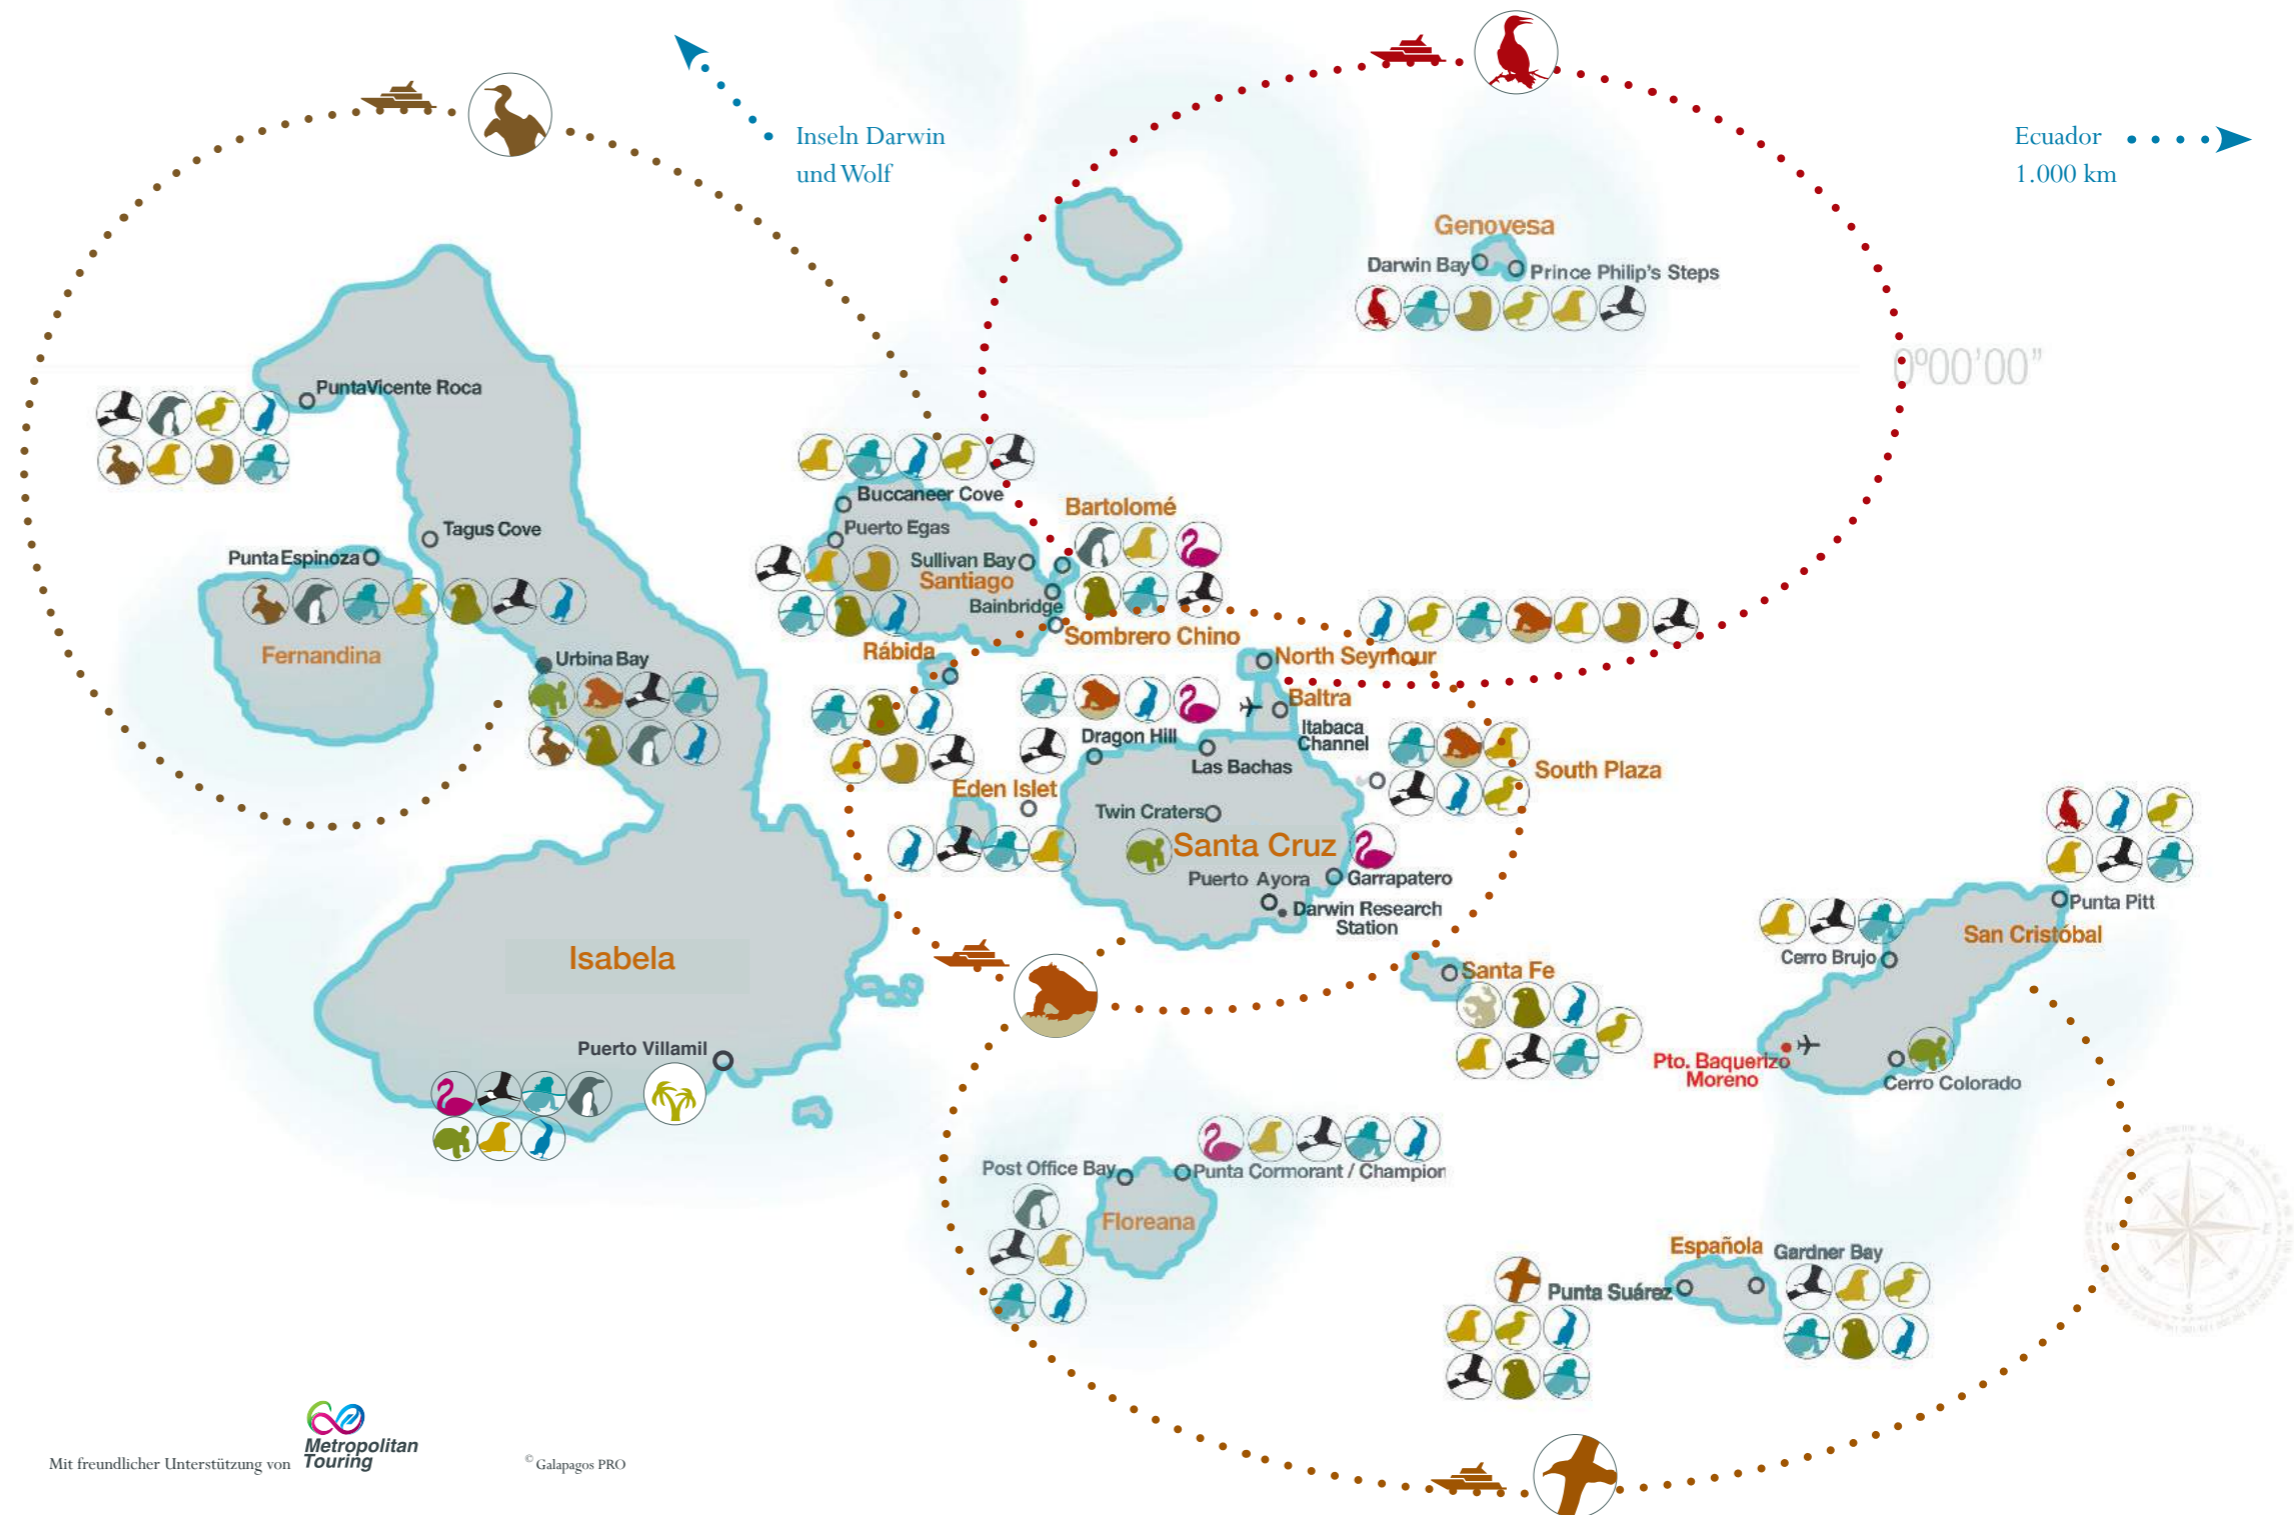 Inseln Darwin
und Wolf
Ecuador
1.000 km
Genovesa
Darwin Bay
Prince Philip's Steps
0°00'00"
PuntaVicente Roca
Tagus Cove
Punta Espinoza
Fernandina
Urbina Bay
Buccaneer Cove
Puerto Egas
Sullivan Bay
Santiago
Bainbridge
Bartolomé
Sombrero Chino
Rábida
North Seymour
Baltra
Itabaca
Channel
Dragon Hill
Las Bachas
South Plaza
Eden Islet
Twin Craters
Santa Cruz
Puerto Ayora
Garrapatero
Darwin Research
Station
Santa Fe
Punta Pitt
San Cristóbal
Cerro Brujo
Pto. Baquerizo
Moreno
Cerro Colorado
Isabela
Puerto Villamil
Post Office Bay
Punta Cormorant / Champion
Floreana
Española
Gardner Bay
Punta Suárez
Mit freundlicher Unterstützung von
Metropolitan
Touring
© Galapagos PRO